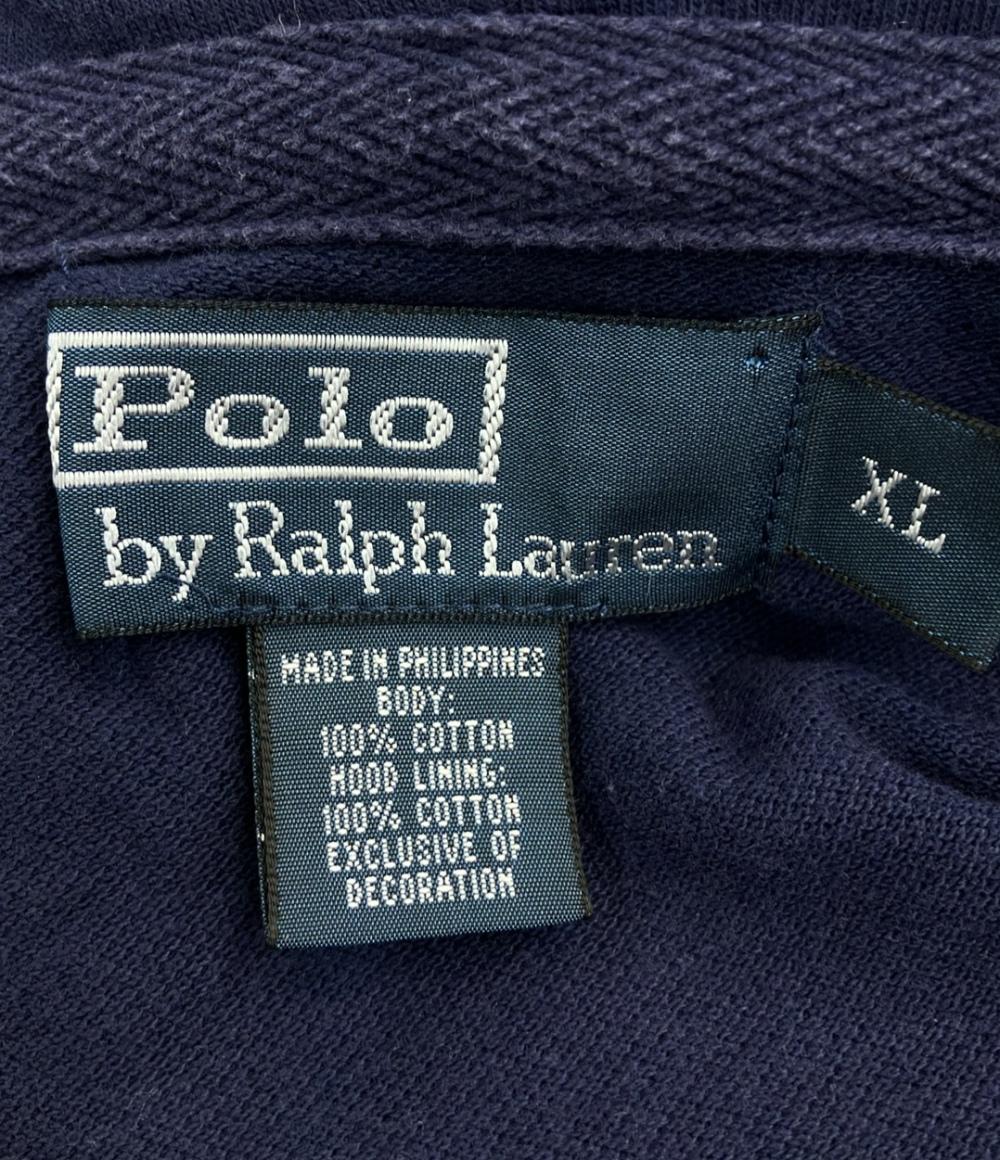 Polo
by Ralph Lauren
XL
MADE IN PHILIPPINES
BODY:
100% COTTON
HOOD LINING:
100% COTTON
EXCLUSIVE OF
DECORATION